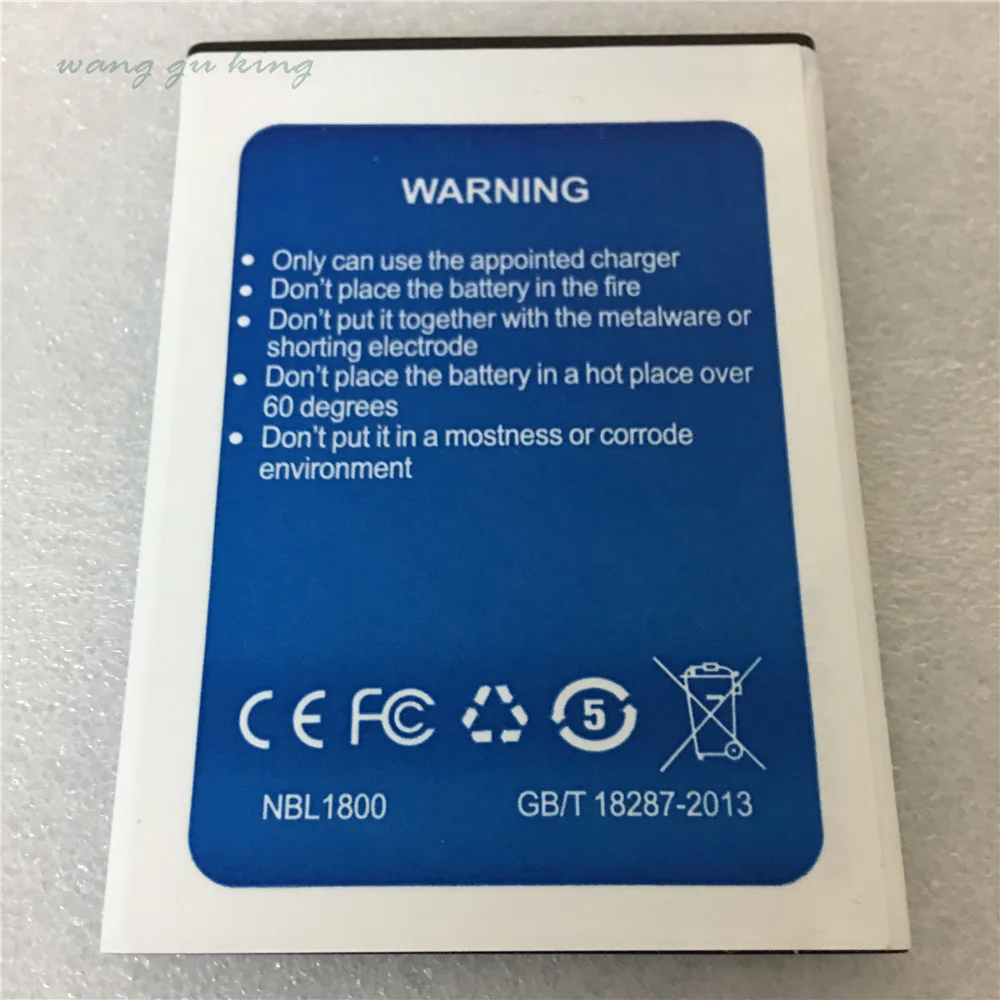 wang gu king
WARNING
• Only can use the appointed charger
• Don't place the battery in the fire
• Don't put it together with the metalware or
shorting electrode
• Don't place the battery in a hot place over
60 degrees
• Don't put it in a mostness or corrode
environment
CE FC 5
NBL1800 GB/T 18287-2013